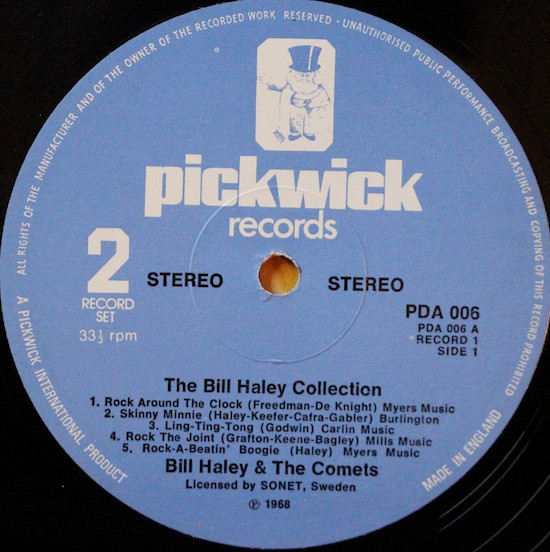 ALL RIGHTS OF THE MANUFACTURER AND OF THE OWNER OF THE RECORDED WORK RESERVED · UNAUTHORISED PUBLIC PERFORMANCE BROADCASTING AND COPYING OF THIS RECORD PROHIBITED
pickwick
records
2
RECORD
SET
33⅓ rpm
STEREO
STEREO
PDA 006
PDA 006 A
RECORD 1
SIDE 1
The Bill Haley Collection
1. Rock Around The Clock (Freedman-De Knight) Myers Music
2. Skinny Minnie (Haley-Keefer-Cafra-Gabler) Burlington
3. Ling-Ting-Tong (Godwin) Carlin Music
4. Rock The Joint (Grafton-Keene-Bagley) Mills Music
5. Rock-A-Beatin' Boogie (Haley) Myers Music
Bill Haley & The Comets
Licensed by SONET, Sweden
℗ 1968
A PICKWICK INTERNATIONAL PRODUCT
MADE IN ENGLAND